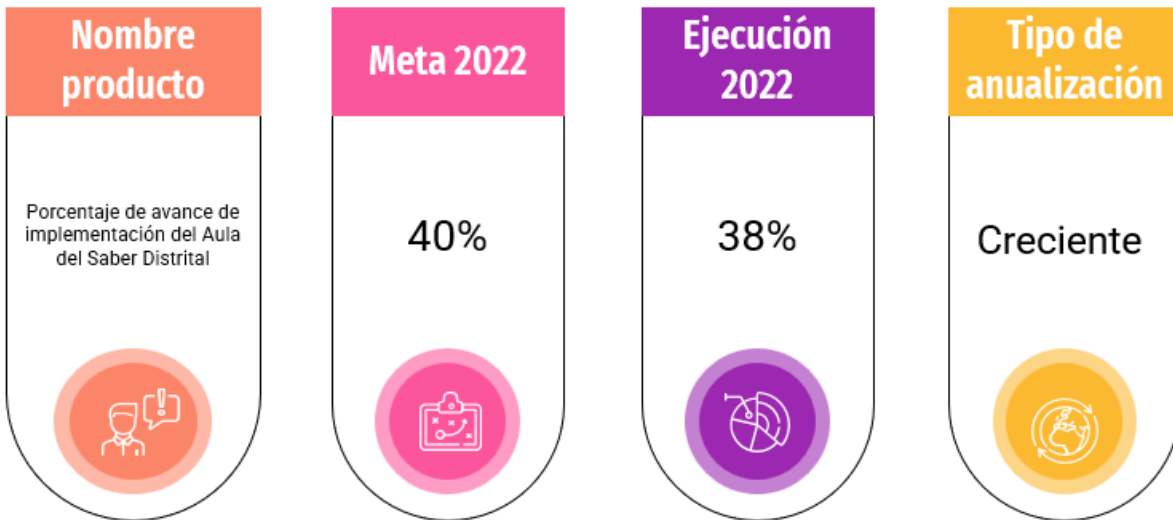 Nombre
producto
Meta 2022
Ejecución
2022
Tipo de
anualización
Porcentaje de avance de
implementación del Aula
del Saber Distrital
40%
38%
Creciente